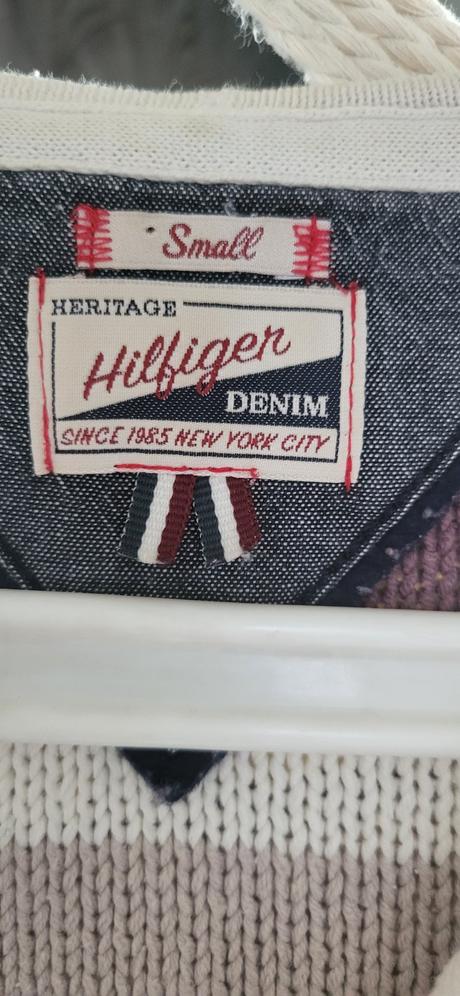 Small
HERITAGE
Hilfiger
DENIM
SINCE 1985 NEW YORK CITY